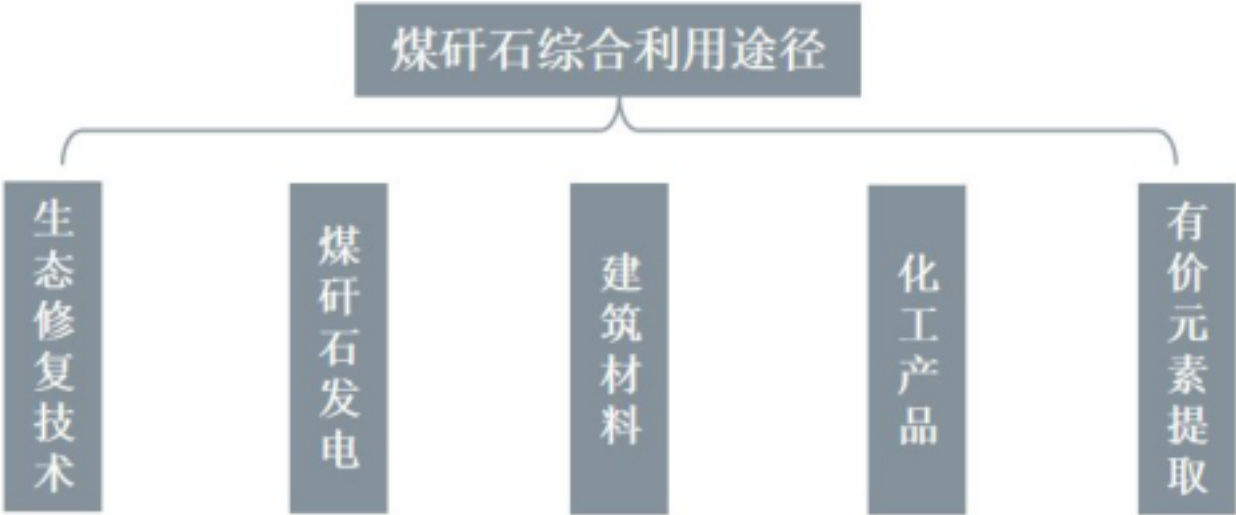 煤矸石综合利用途径
生态修复技术
煤矸石发电
建筑材料
化工产品
有价元素提取